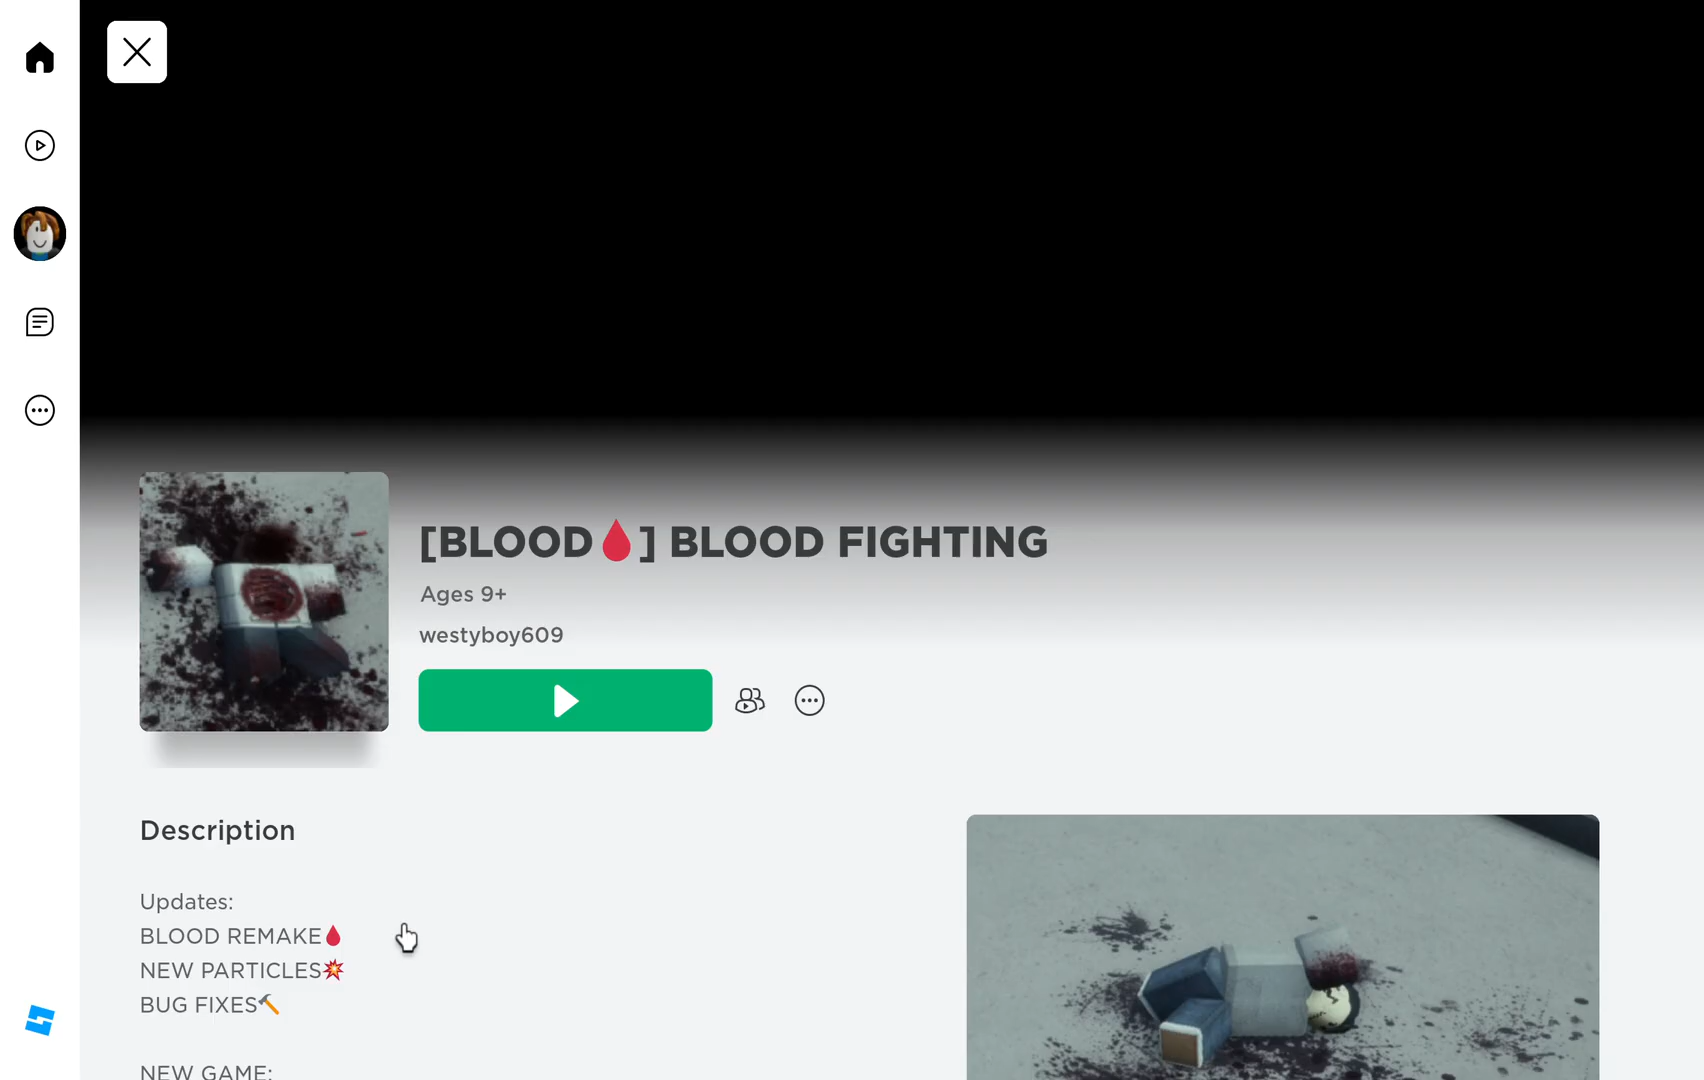 [BLOOD🩸] BLOOD FIGHTING
Ages 9+
westyboy609
Description
Updates:
BLOOD REMAKE🩸
NEW PARTICLES💥
BUG FIXES🔨
NEW GAME: